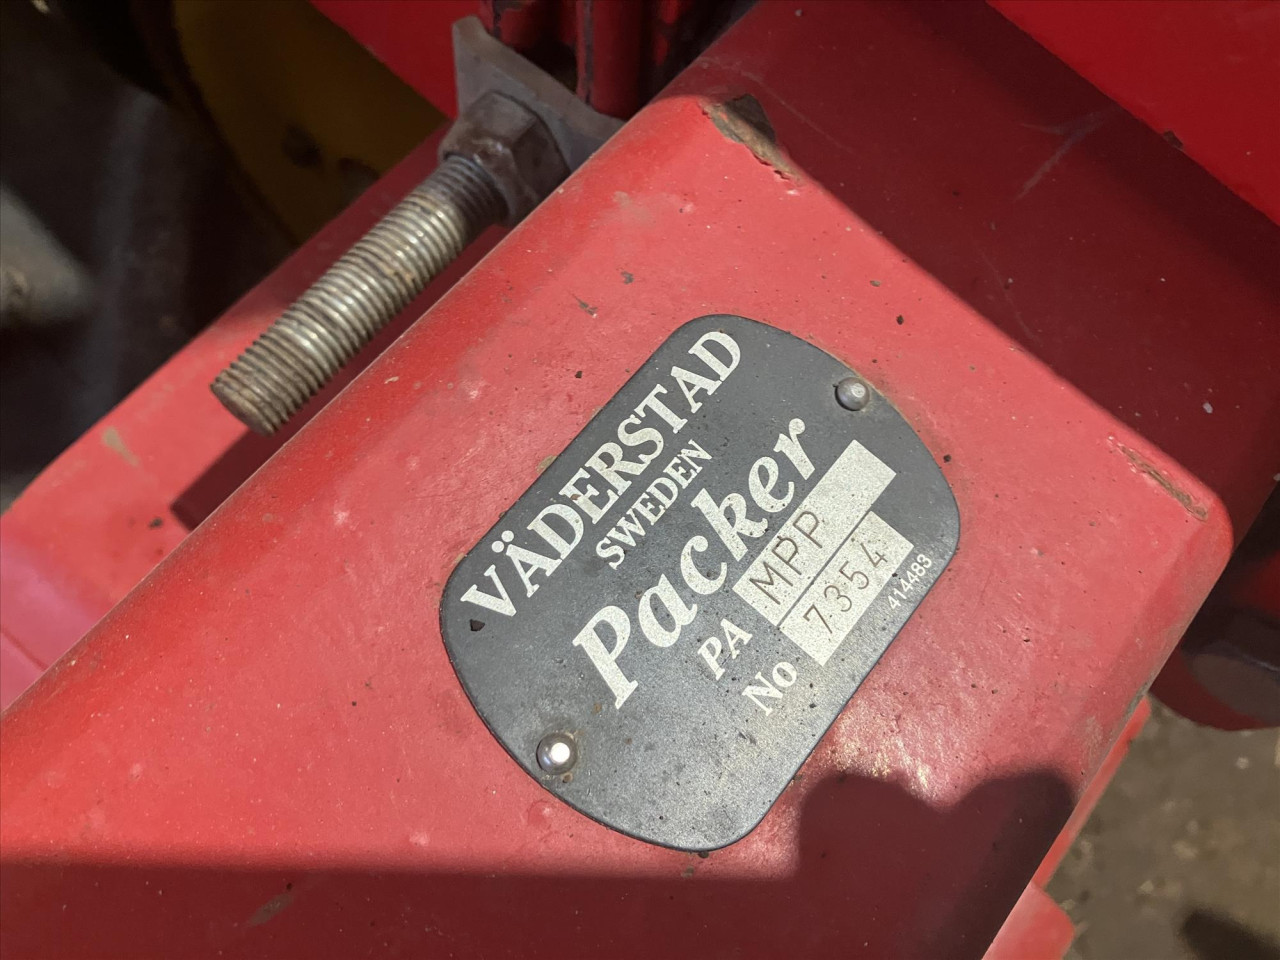 VÄDERSTAD
SWEDEN
Packer
PA MPP
No 7354
414483